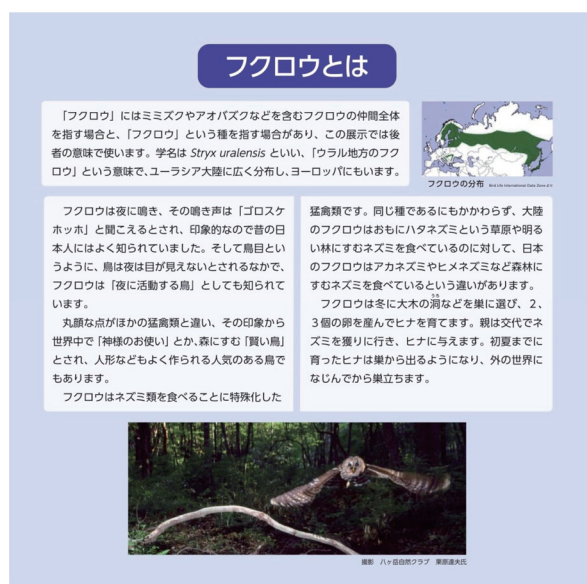 フクロウとは
「フクロウ」にはミミズクやアオバズクなどを含むフクロウの仲間全体
を指す場合と、「フクロウ」という種を指す場合があり、この展示では後
者の意味で使います。学名は Stryx uralensis といい、「ウラル地方のフク
ロウ」という意味で、ユーラシア大陸に広く分布し、ヨーロッパにもいます。
フクロウの分布
フクロウは夜に鳴き、その鳴き声は「ゴロスケ
ホッホ」と聞こえるとされ、印象的なので昔の日
本人にはよく知られていました。そして鳥目とい
うように、鳥は夜は目が見えないとされるなかで、
フクロウは「夜に活動する鳥」としても知られて
います。
丸顔な点がほかの猛禽類と違い、その印象から
世界中で「神様のお使い」とか、森にすむ「賢い鳥」
とされ、人形などもよく作られる人気のある鳥で
もあります。
フクロウはネズミ類を食べることに特殊化した
猛禽類です。同じ種であるにもかかわらず、大陸
のフクロウはおもにハタネズミという草原や明る
い林にすむネズミを食べているのに対して、日本
のフクロウはアカネズミやヒメネズミなど森林に
すむネズミを食べているという違いがあります。
フクロウは冬に大木の洞などを巣に選び、２、
３個の卵を産んでヒナを育てます。親は交代でネ
ズミを獲りに行き、ヒナに与えます。初夏までに
育ったヒナは巣から出るようになり、外の世界に
なじんでから巣立ちます。
撮影 八ヶ岳自然クラブ 栗原達夫氏